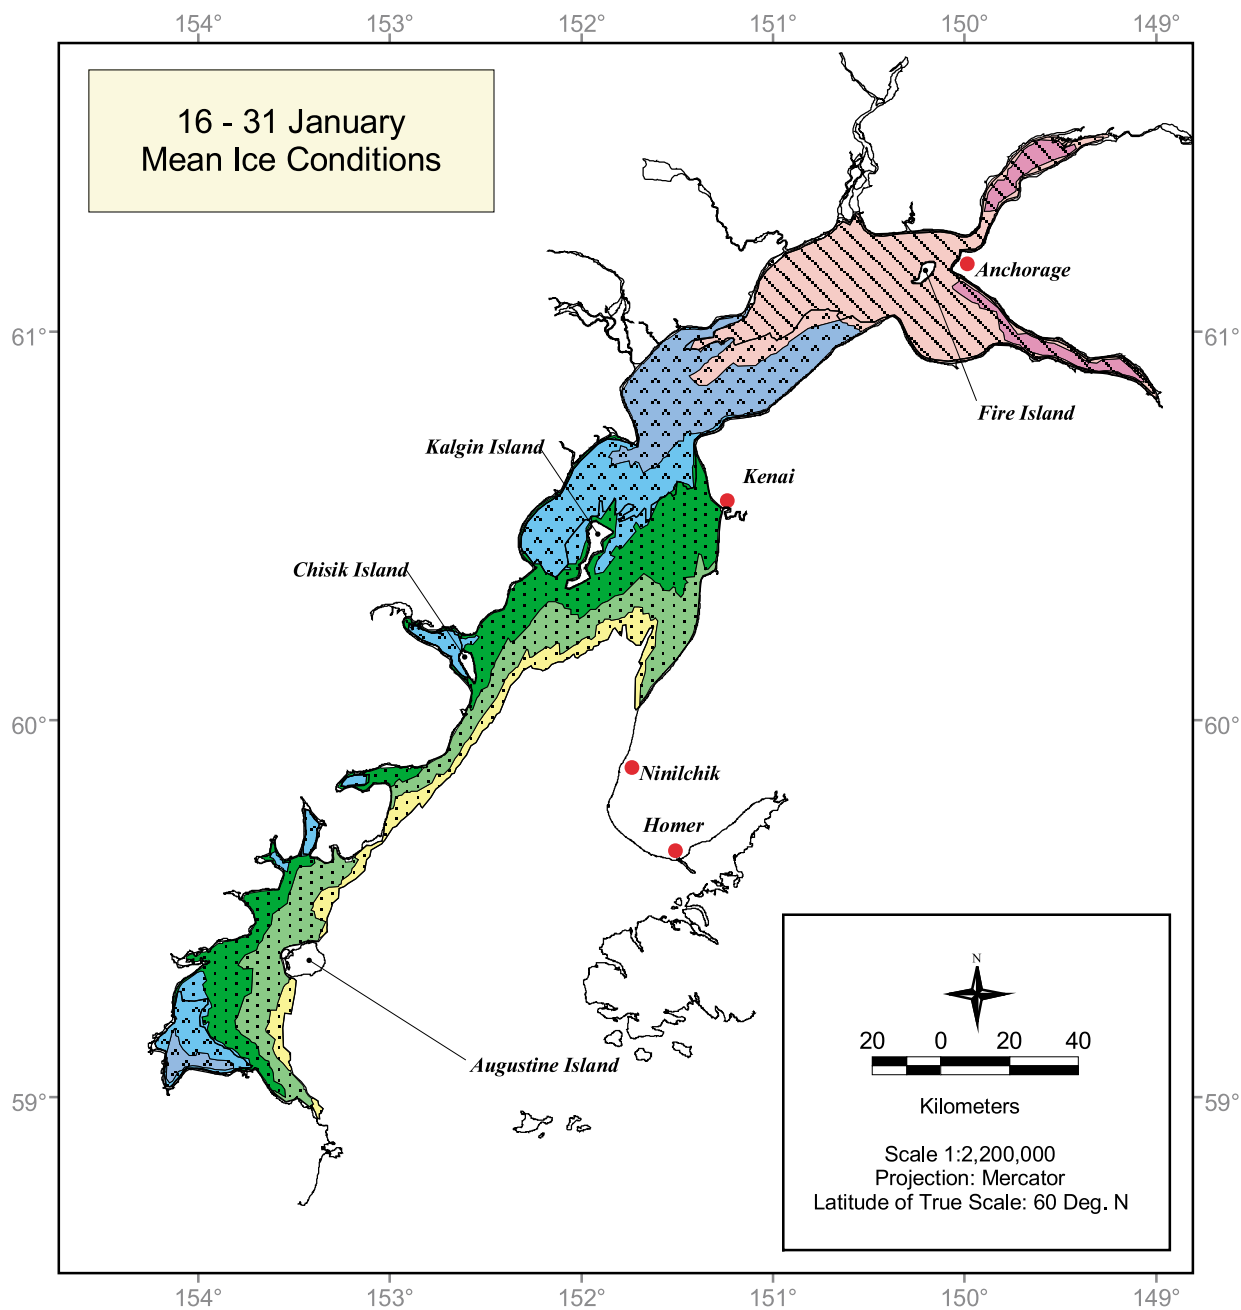 154° 153° 152° 151° 150° 149°
16 - 31 January
Mean Ice Conditions
Anchorage
61° 61°
Fire Island
Kalgin Island
Kenai
Chisik Island
60° 60°
Ninilchik
Homer
N
20 0 20 40
Augustine Island
59° 59°
Kilometers
Scale 1:2,200,000
Projection: Mercator
Latitude of True Scale: 60 Deg. N
154° 153° 152° 151° 150° 149°